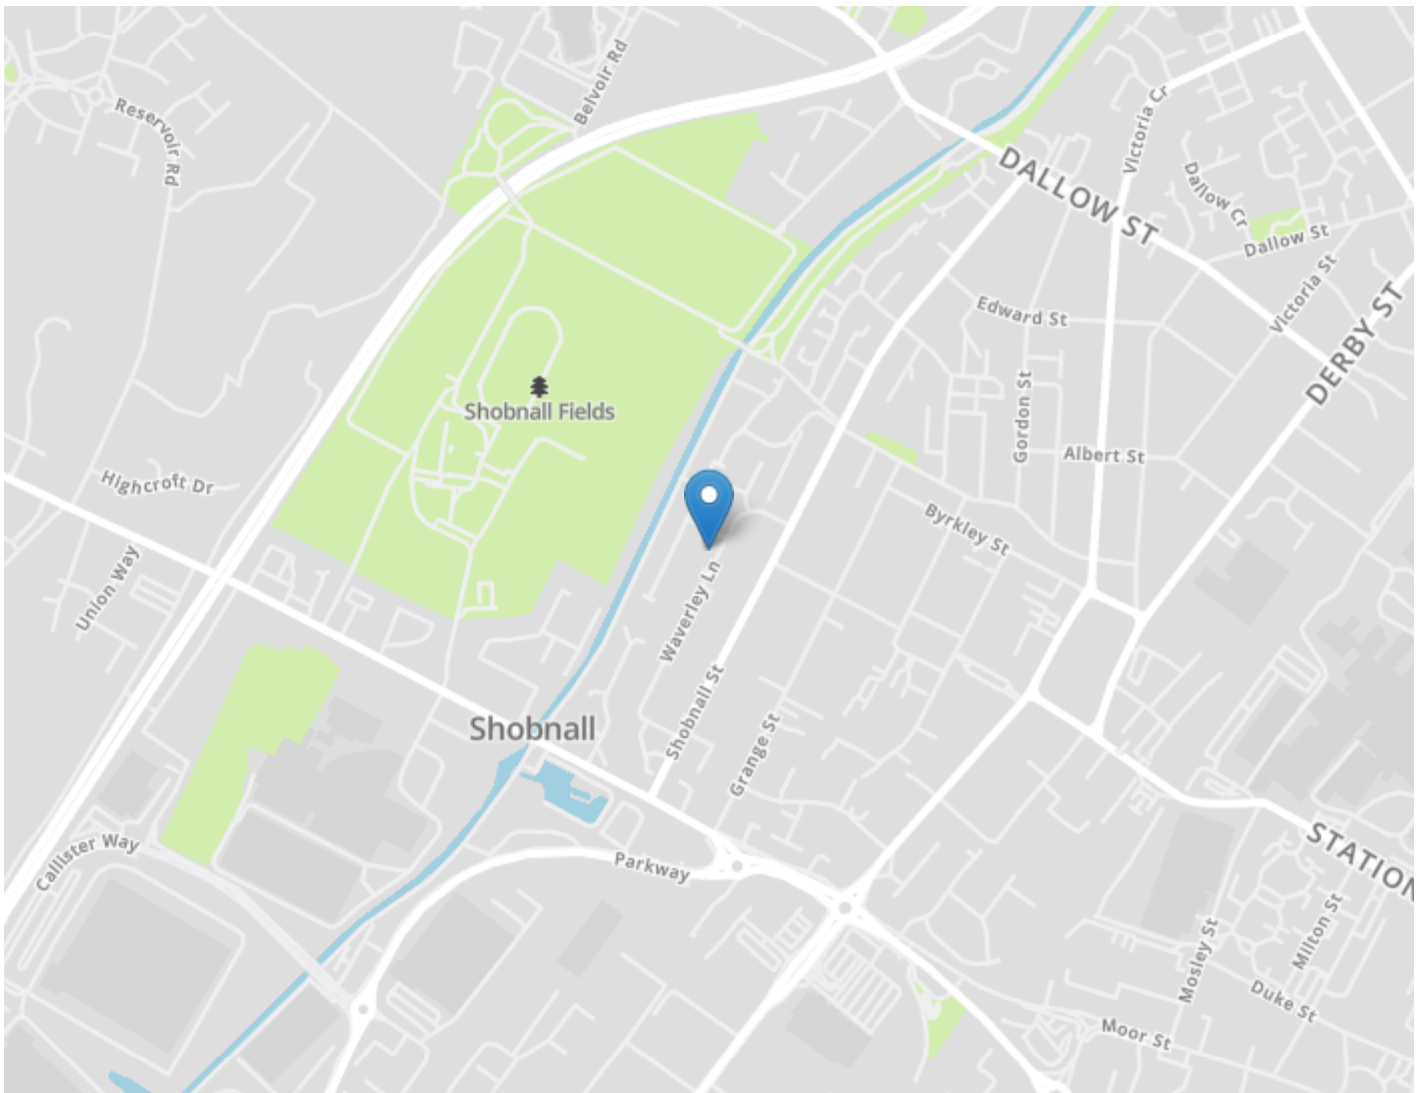 Belvoir Rd
Reservoir Rd
Victoria Cr
DALLOW ST
Dallow Cr
Dallow St
Victoria St
Edward St
DERBY ST
Shobnall Fields
Gordon St
Albert St
Highcroft Dr
Byrkley St
Union Way
Waverley Ln
Shobnall St
Shobnall
Grange St
Callister Way
Parkway
STATION
Milton St
Mosley St
Duke St
Moor St